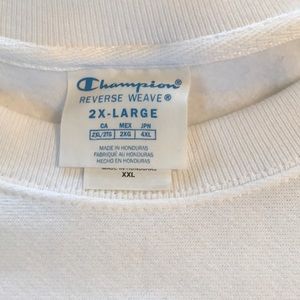 Champion
REVERSE WEAVE®
2X-LARGE
CA MEX JPN
2XL/2TG 2XG 4XL
MADE IN HONDURAS
FABRIQUÉ AU HONDURAS
HECHO EN HONDURAS
XXL